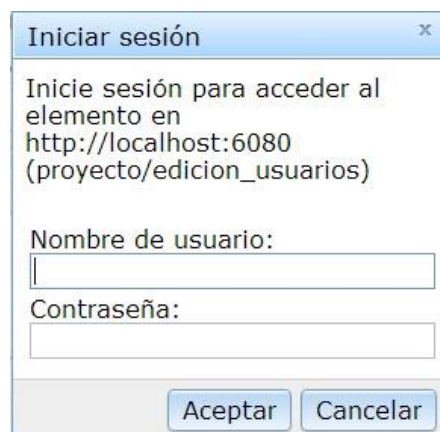 Iniciar sesión
x
Inicie sesión para acceder al
elemento en
http://localhost:6080
(proyecto/edicion_usuarios)
Nombre de usuario:
Contraseña:
Aceptar Cancelar